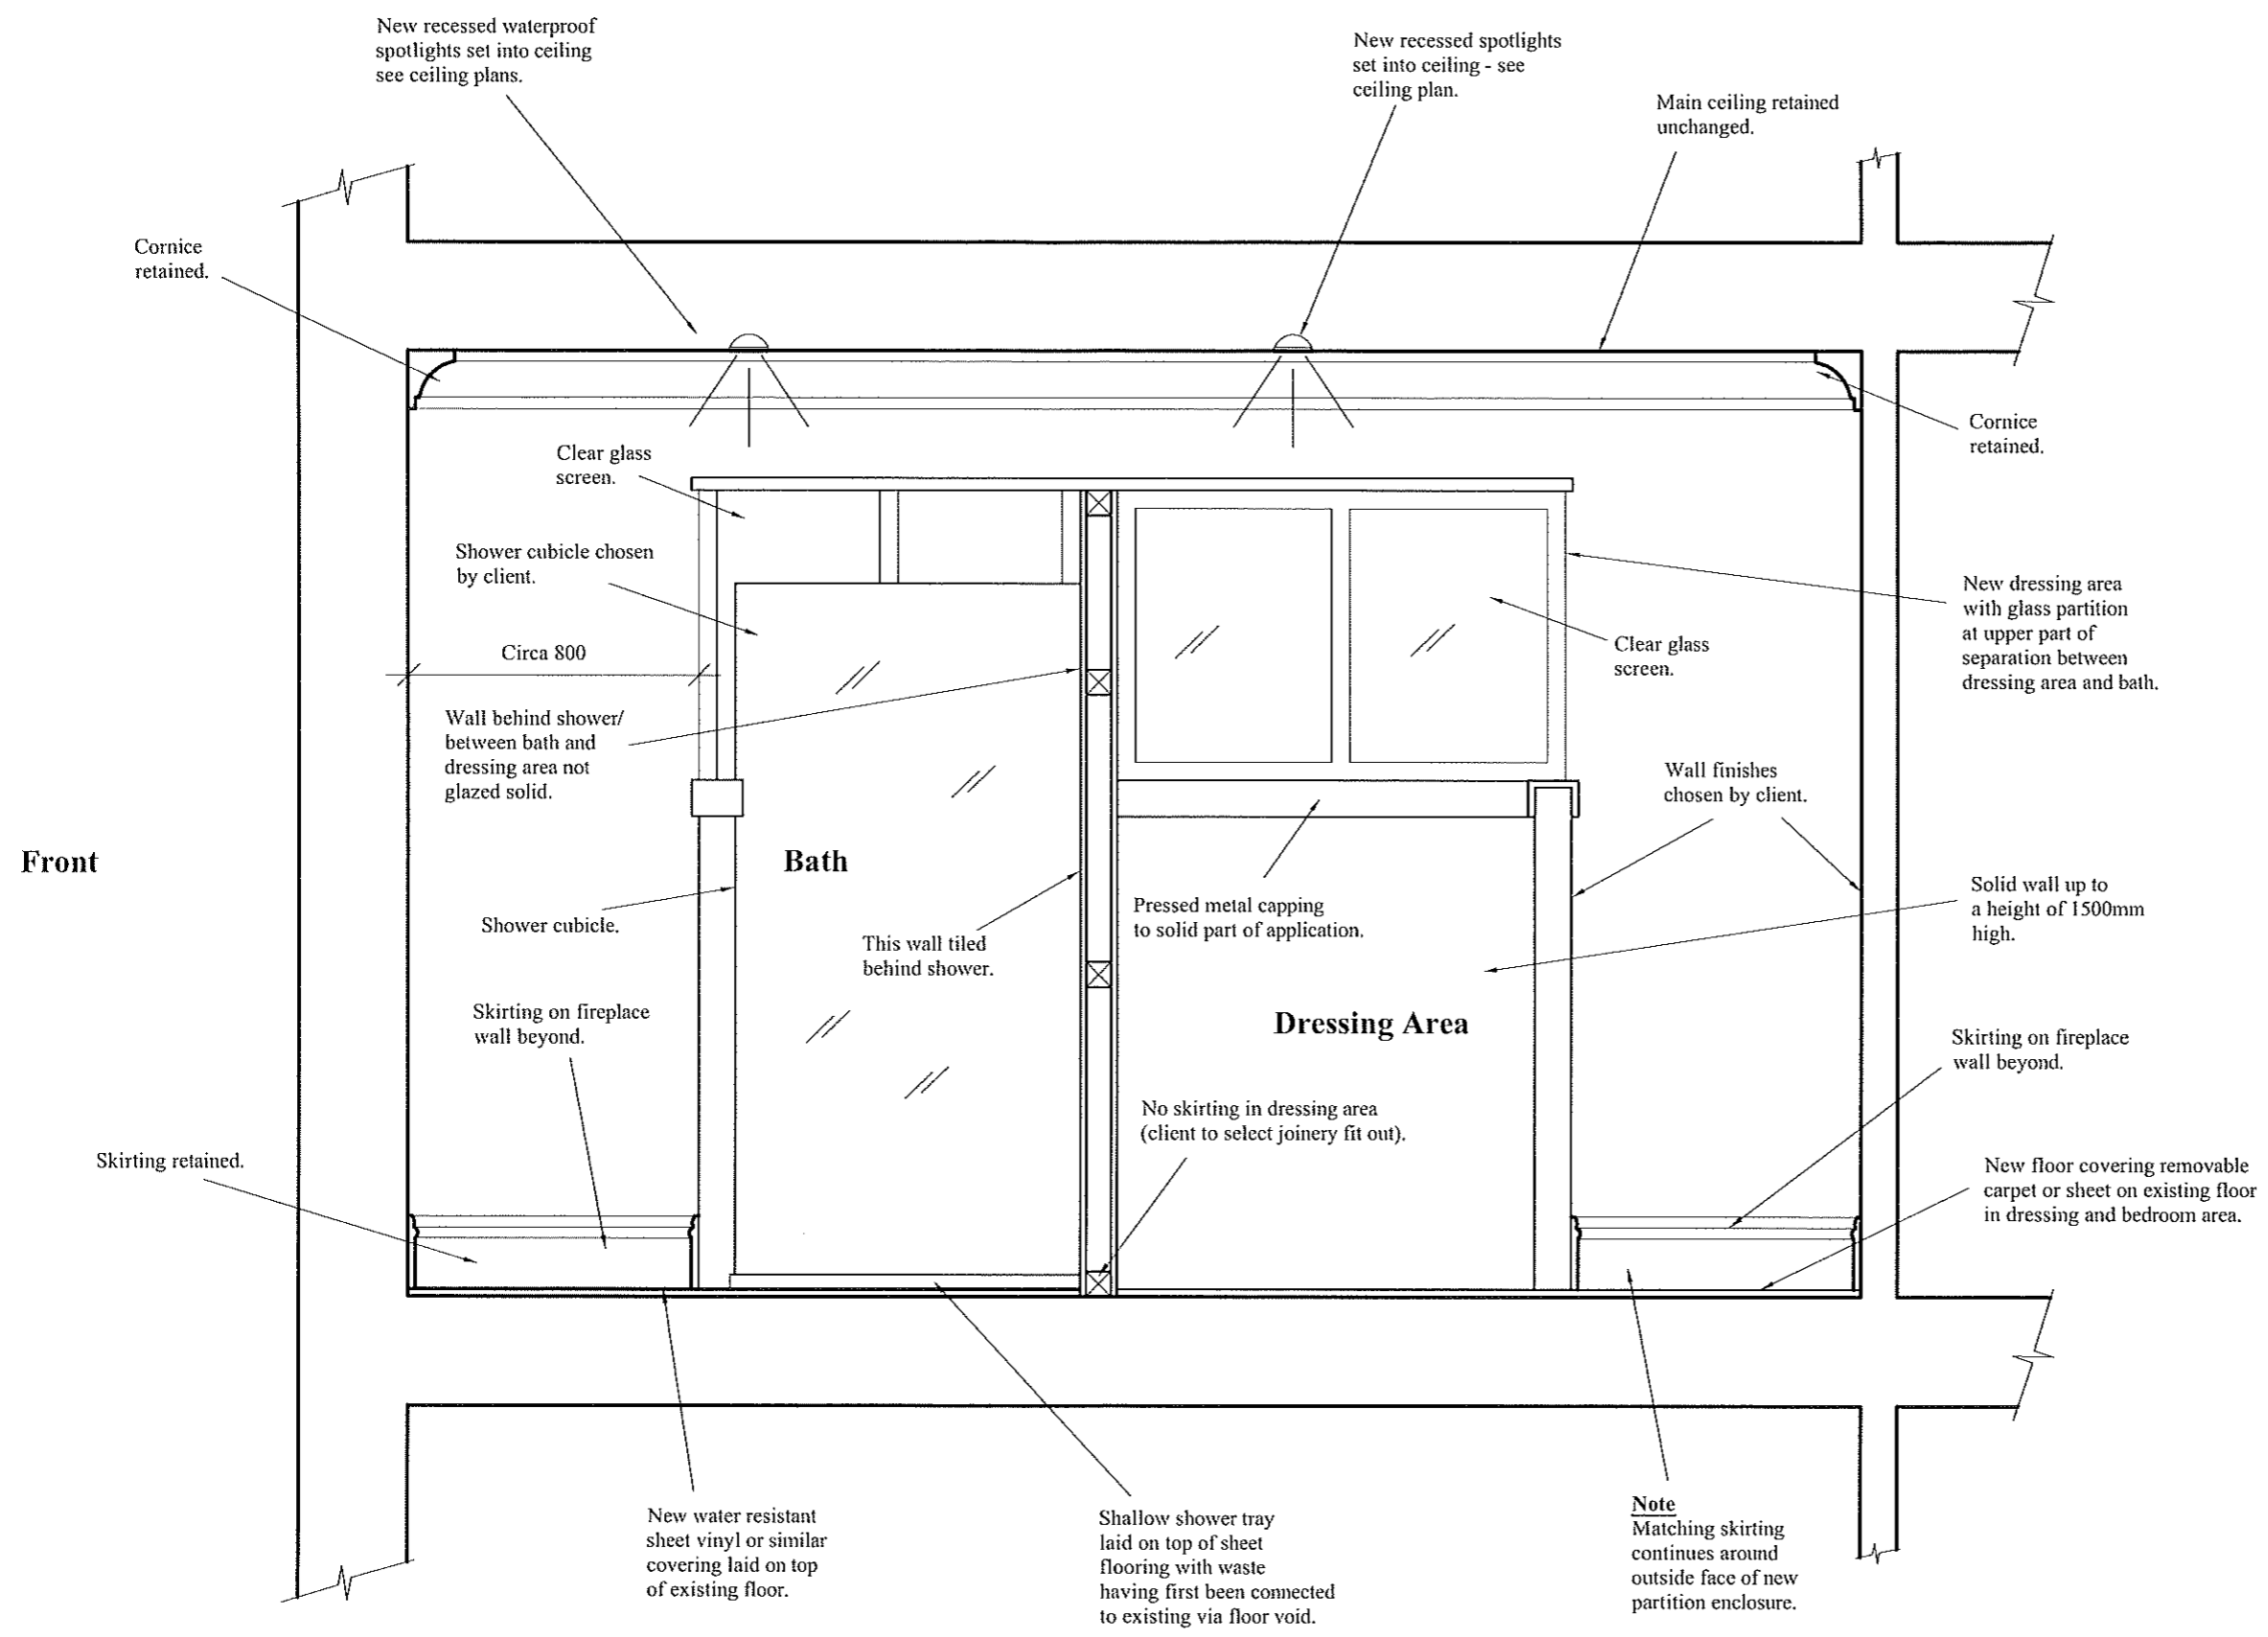 New recessed waterproof
spotlights set into ceiling
see ceiling plans.
New recessed spotlights
set into ceiling - see
ceiling plan.
Main ceiling retained
unchanged.
Cornice
retained.
Cornice
retained.
Clear glass
screen.
Shower cubicle chosen
by client.
Circa 800
Wall behind shower/
between bath and
dressing area not
glazed solid.
New dressing area
with glass partition
at upper part of
separation between
dressing area and bath.
Clear glass
screen.
Wall finishes
chosen by client.
Front
Bath
Pressed metal capping
to solid part of application.
Solid wall up to
a height of 1500mm
high.
Shower cubicle.
This wall tiled
behind shower.
Skirting on fireplace
wall beyond.
Dressing Area
Skirting on fireplace
wall beyond.
No skirting in dressing area
(client to select joinery fit out).
Skirting retained.
New floor covering removable
carpet or sheet on existing floor
in dressing and bedroom area.
New water resistant
sheet vinyl or similar
covering laid on top
of existing floor.
Shallow shower tray
laid on top of sheet
flooring with waste
having first been connected
to existing via floor void.
Note
Matching skirting
continues around
outside face of new
partition enclosure.